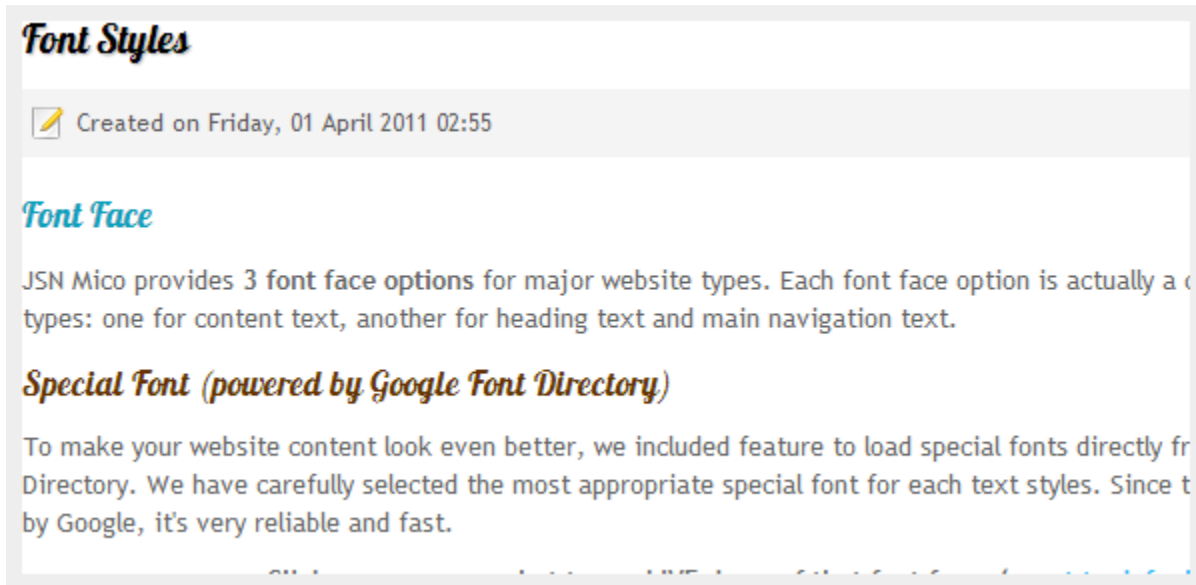 Font Styles
Created on Friday, 01 April 2011 02:55
Font Face
JSN Mico provides 3 font face options for major website types. Each font face option is actually a
types: one for content text, another for heading text and main navigation text.
Special Font (powered by Google Font Directory)
To make your website content look even better, we included feature to load special fonts directly fr
Directory. We have carefully selected the most appropriate special font for each text styles. Since t
by Google, it's very reliable and fast.